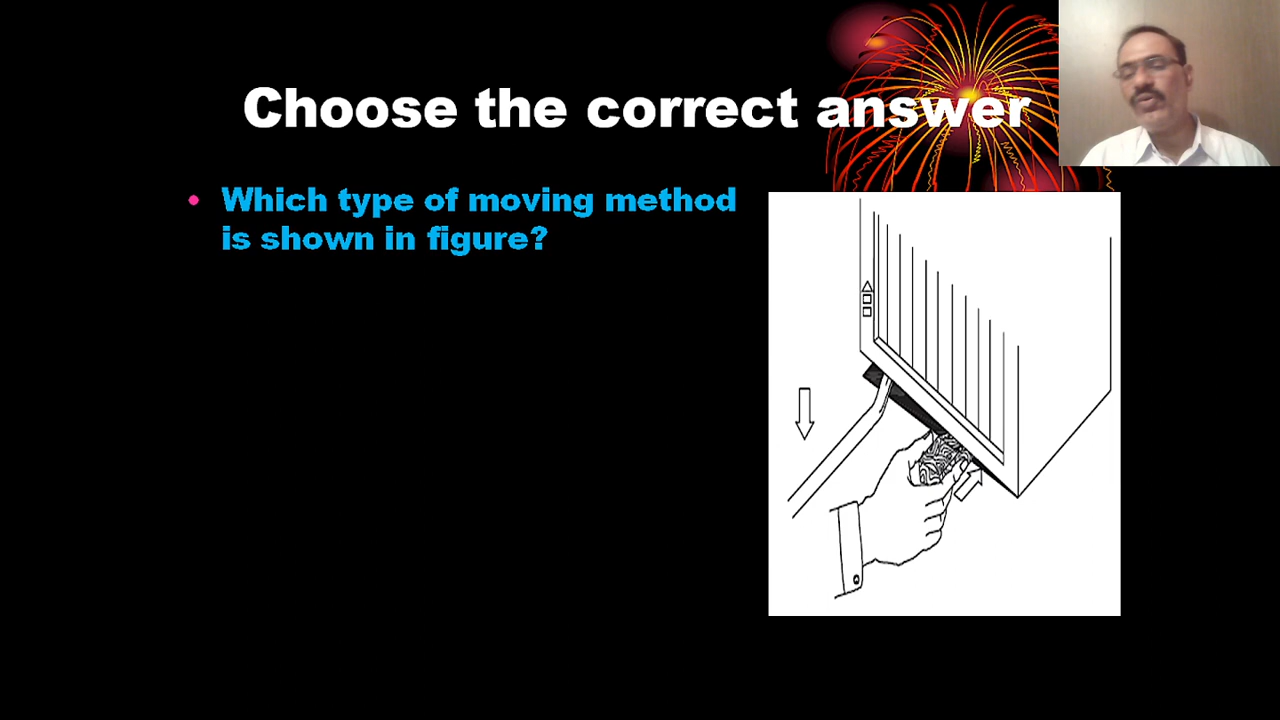 Choose the correct answer
• Which type of moving method
is shown in figure?